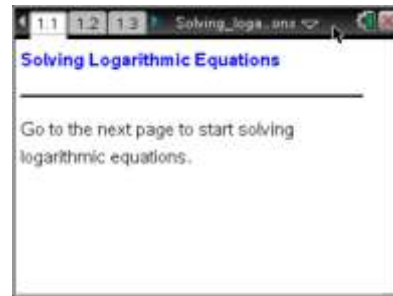 1.1 1.2 1.3 Solving_loga...ons
Solving Logarithmic Equations
Go to the next page to start solving
logarithmic equations.